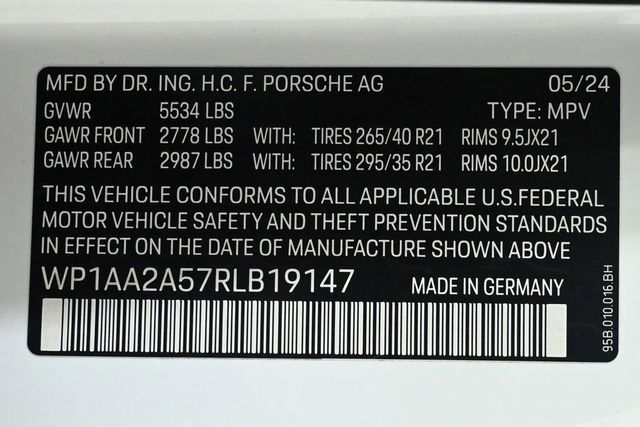 MFD BY DR. ING. H.C. F. PORSCHE AG 05/24
GVWR 5534 LBS TYPE: MPV
GAWR FRONT 2778 LBS WITH: TIRES 265/40 R21 RIMS 9.5JX21
GAWR REAR 2987 LBS WITH: TIRES 295/35 R21 RIMS 10.0JX21
THIS VEHICLE CONFORMS TO ALL APPLICABLE U.S.FEDERAL
MOTOR VEHICLE SAFETY AND THEFT PREVENTION STANDARDS
IN EFFECT ON THE DATE OF MANUFACTURE SHOWN ABOVE
WP1AA2A57RLB19147 MADE IN GERMANY
95B.010.016.BH